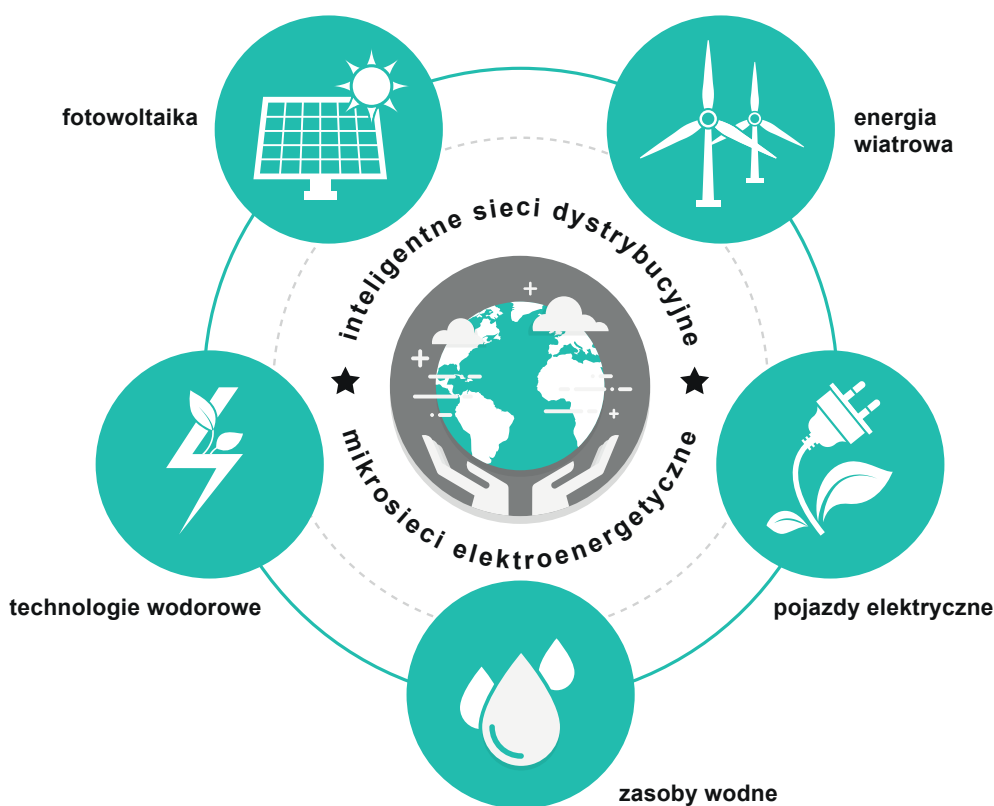 fotowoltaika
energia
wiatrowa
inteligentne sieci dystrybucyjne
mikrosieci elektroenergetyczne
technologie wodorowe
pojazdy elektryczne
zasoby wodne